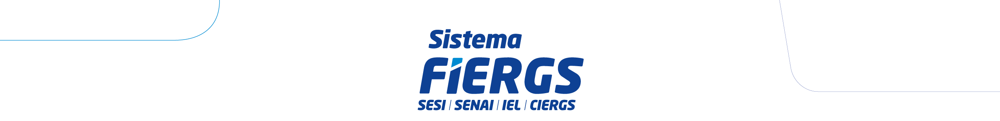 Sistema
FIERGS
SESI | SENAI | IEL | CIERGS